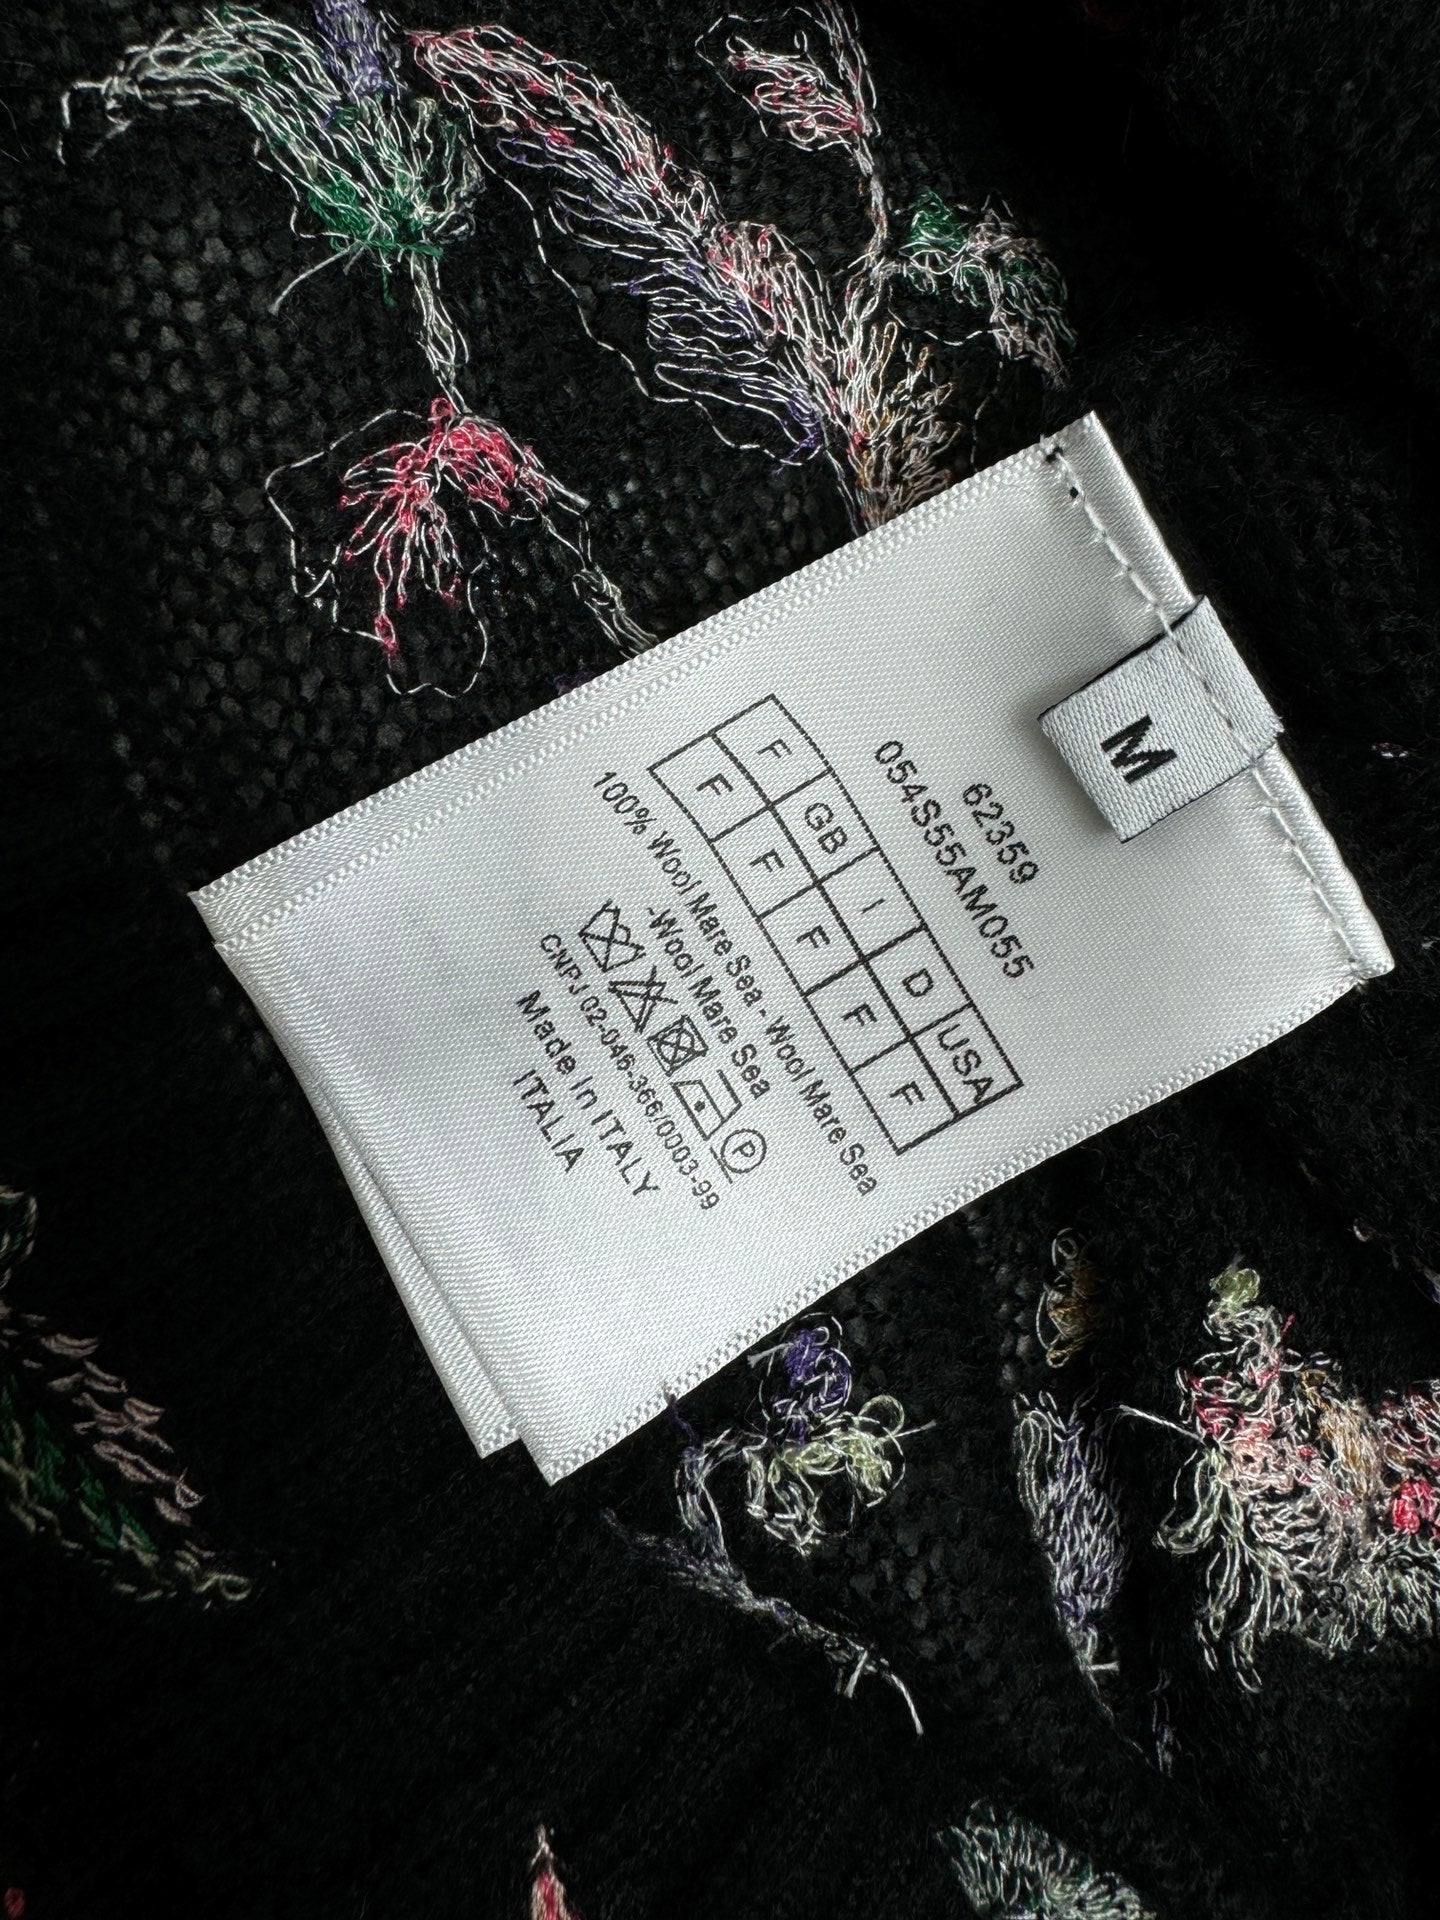 M
62359
054S55AM055
F GB I D USA
F F F F F
100% Wool Mare Sea - Wool Mare Sea
-Wool Mare Sea
P
CNPJ 02-046-366/0003-99
Made In ITALY
ITALIA